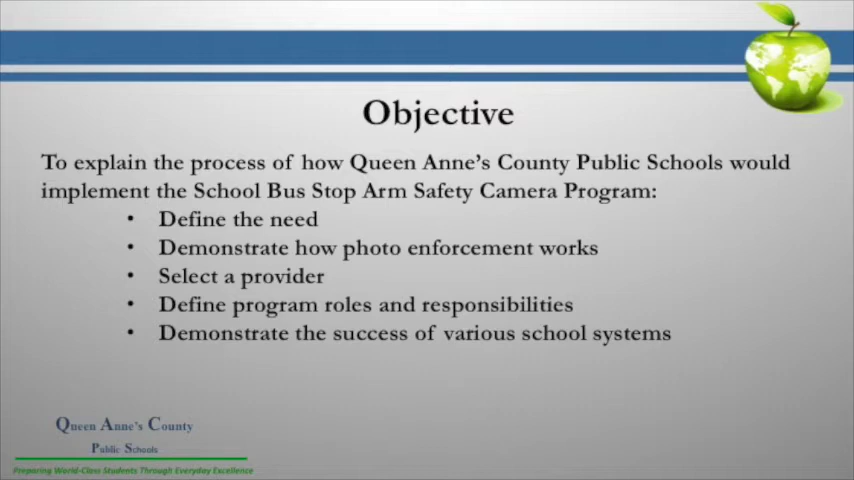 Objective
To explain the process of how Queen Anne's County Public Schools would
implement the School Bus Stop Arm Safety Camera Program:
• Define the need
• Demonstrate how photo enforcement works
• Select a provider
• Define program roles and responsibilities
• Demonstrate the success of various school systems
Queen Anne's County
Public Schools
Preparing World-Class Students Through Everyday Excellence